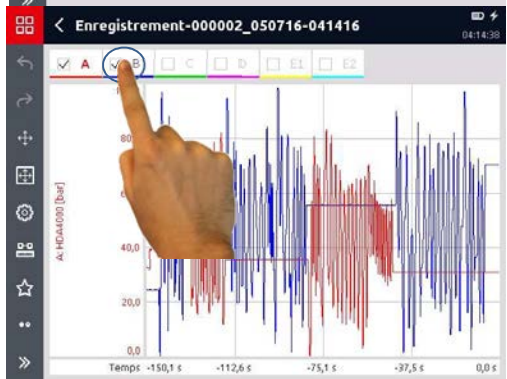 Enregistrement-000002_050716-041416
04:14:38
A B C D E1 E2
A: HDA4000 [bar]
40,0
20,0
0,0
Temps -150,1 s -112,6 s -75,1 s -37,5 s 0,0 s